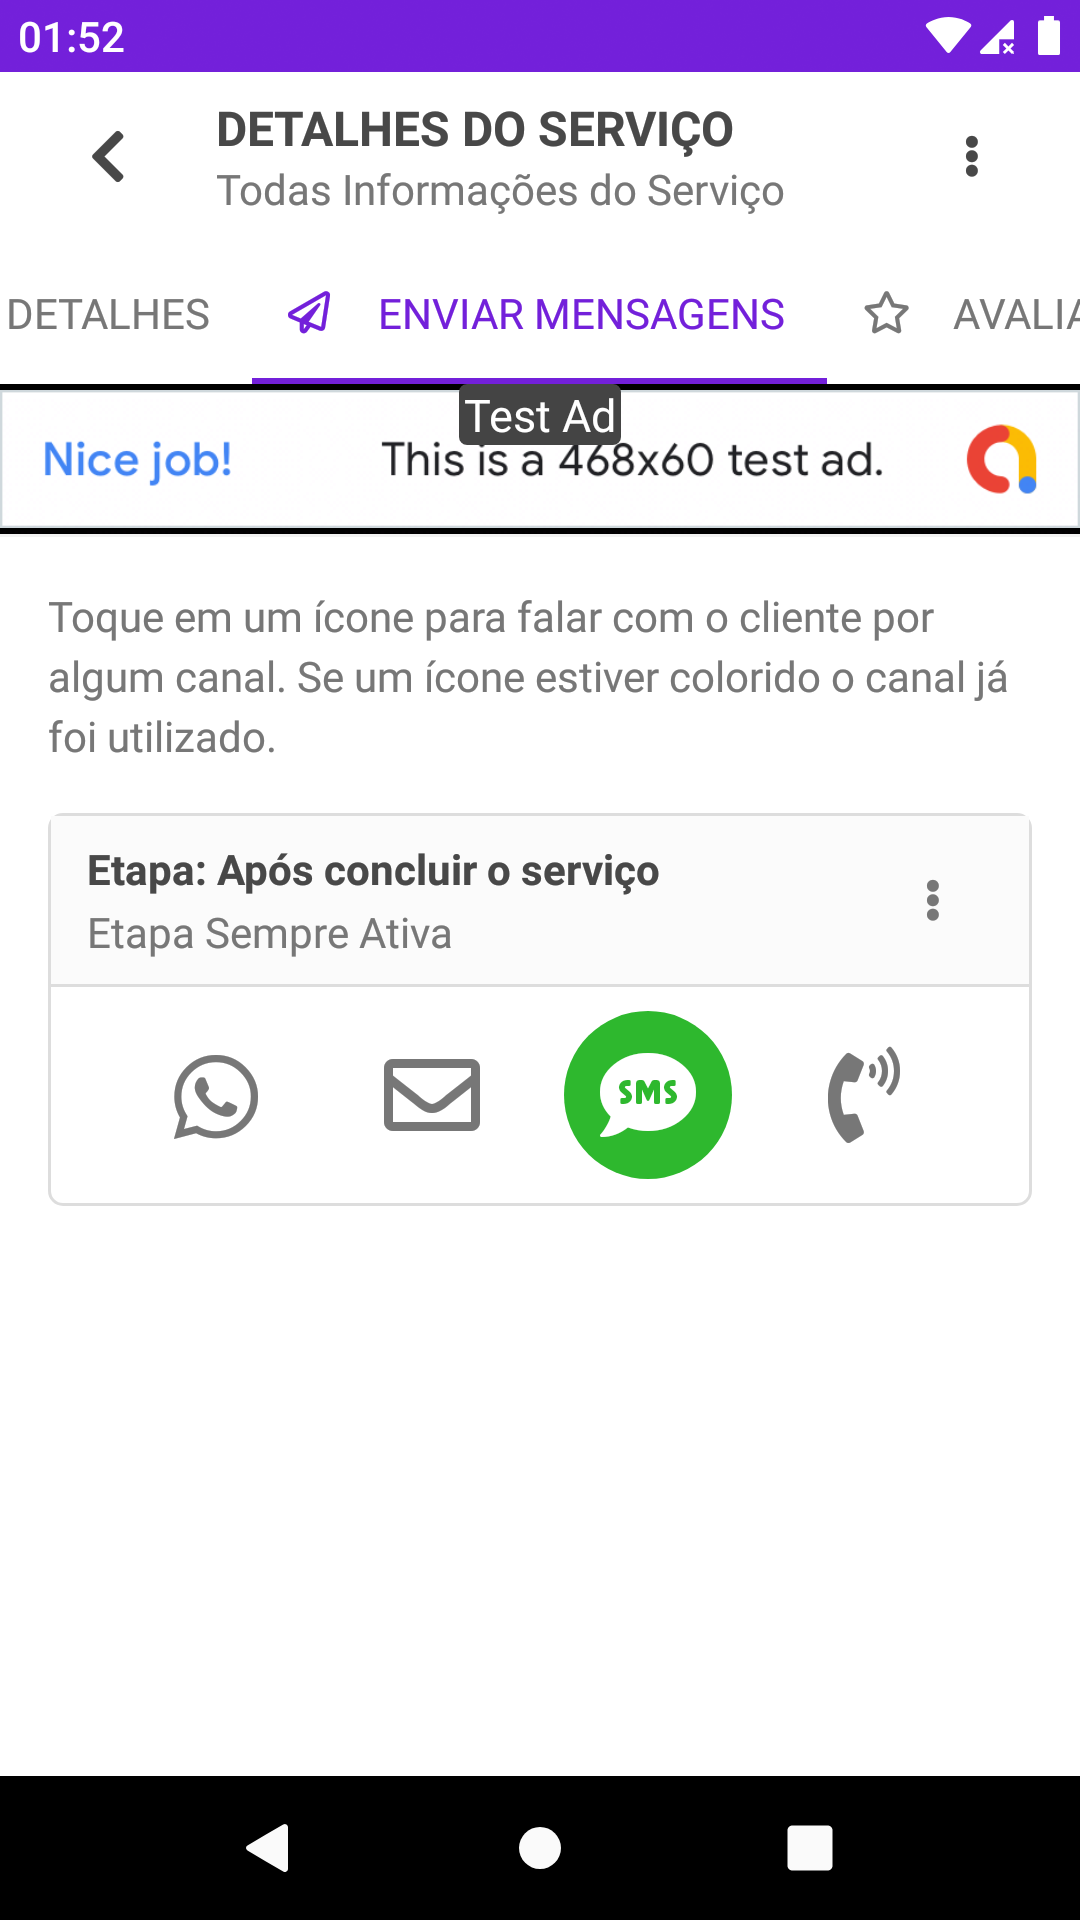 01:52
DETALHES DO SERVIÇO
Todas Informações do Serviço
DETALHES
ENVIAR MENSAGENS
AVALIA
Test Ad
Nice job!
This is a 468x60 test ad.
Toque em um ícone para falar com o cliente por
algum canal. Se um ícone estiver colorido o canal já
foi utilizado.
Etapa: Após concluir o serviço
Etapa Sempre Ativa
SMS